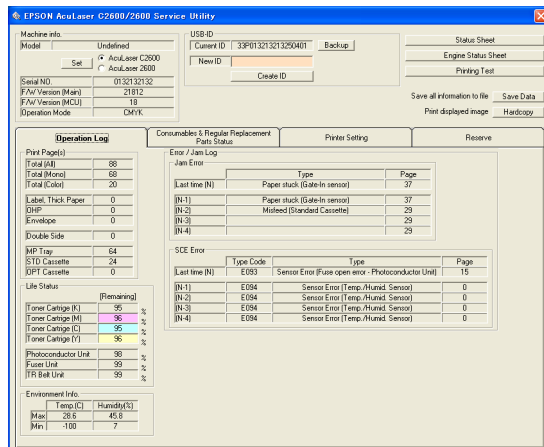 EPSON AcuLaser C2600/2600 Service Utility
Machine info.
Model Undefined
Set AcuLaser C2600
AcuLaser 2600
Serial NO. 0132132132
F/W Version (Main) 21812
F/W Version (MCU) 18
Operation Mode CMYK
USB-ID
Current ID 33P013213213250401 Backup
New ID
Create ID
Status Sheet
Engine Status Sheet
Printing Test
Save all information to file Save Data
Print displayed image Hardcopy
Operation Log
Consumables & Regular Replacement Parts Status
Printer Setting
Reserve
Print Page(s)
Total (All) 88
Total (Mono) 68
Total (Color) 20
Label, Thick Paper 0
OHP 0
Envelope 0
Double Side 0
MP Tray 64
STD Cassette 24
OPT Cassette 0
Life Status
(Remaining)
Toner Cartrige (K) 95 %
Toner Cartrige (M) 96 %
Toner Cartrige (C) 95 %
Toner Cartrige (Y) 96 %
Photoconductor Unit 98 %
Fuser Unit 99 %
TR Belt Unit 99 %
Environment Info.
Temp.(C) Humidity(%)
Max 28.6 45.8
Min -100 7
Error / Jam Log
Jam Error
Type Page
Last time (N) Paper stuck (Gate-In sensor) 37
(N-1) Paper stuck (Gate-In sensor) 37
(N-2) Misfeed (Standard Cassette) 29
(N-3) 29
(N-4) 29
SCE Error
Type Code Type Page
Last time (N) E093 Sensor Error (Fuse open error - Photoconductor Unit) 15
(N-1) E094 Sensor Error (Temp./Humid. Sensor) 0
(N-2) E094 Sensor Error (Temp./Humid. Sensor) 0
(N-3) E094 Sensor Error (Temp./Humid. Sensor) 0
(N-4) E094 Sensor Error (Temp./Humid. Sensor) 0